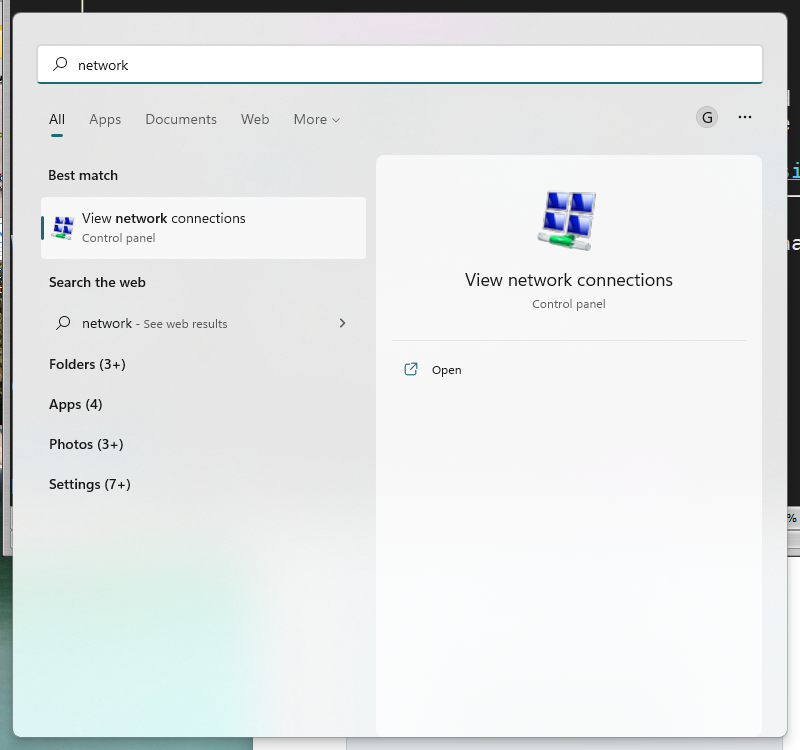 network
All Apps Documents Web More
G ...
Best match
View network connections
Control panel
Search the web
network - See web results
Folders (3+)
Apps (4)
Photos (3+)
Settings (7+)
View network connections
Control panel
Open
%